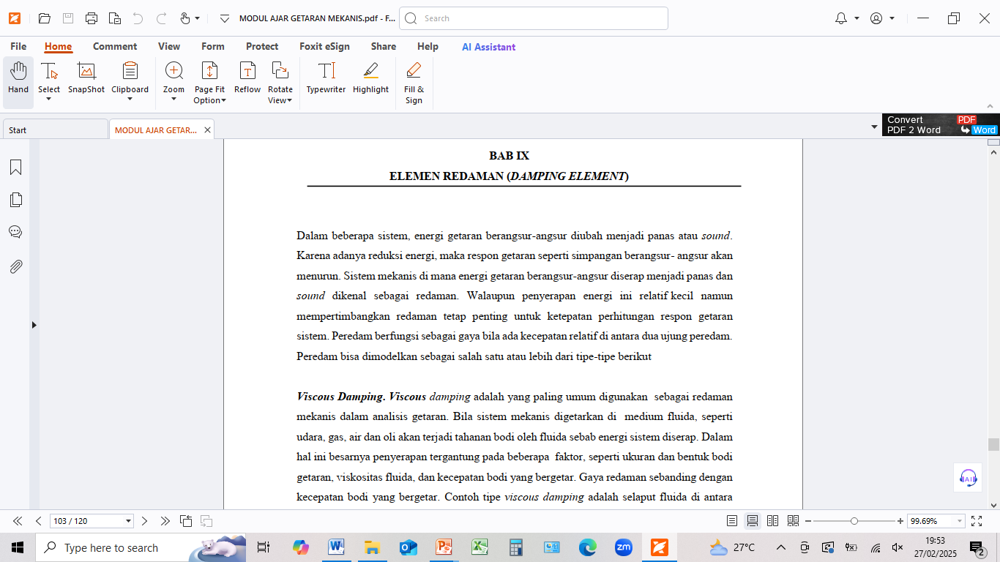 MODUL AJAR GETARAN MEKANIS.pdf - F...
Search
File Home Comment View Form Protect Foxit eSign Share Help AI Assistant
Hand Select SnapShot Clipboard Zoom Page Fit Option Reflow Rotate View Typewriter Highlight Fill & Sign
Start
MODUL AJAR GETAR...
Convert PDF
PDF 2 Word Word
BAB IX
ELEMEN REDAMAN (DAMPING ELEMENT)
Dalam beberapa sistem, energi getaran berangsur-angsur diubah menjadi panas atau sound.
Karena adanya reduksi energi, maka respon getaran seperti simpangan berangsur- angsur akan
menurun. Sistem mekanis di mana energi getaran berangsur-angsur diserap menjadi panas dan
sound dikenal sebagai redaman. Walaupun penyerapan energi ini relatif kecil namun
mempertimbangkan redaman tetap penting untuk ketepatan perhitungan respon getaran
sistem. Peredam berfungsi sebagai gaya bila ada kecepatan relatif di antara dua ujung peredam.
Peredam bisa dimodelkan sebagai salah satu atau lebih dari tipe-tipe berikut
Viscous Damping. Viscous damping adalah yang paling umum digunakan sebagai redaman
mekanis dalam analisis getaran. Bila sistem mekanis digetarkan di medium fluida, seperti
udara, gas, air dan oli akan terjadi tahanan bodi oleh fluida sebab energi sistem diserap. Dalam
hal ini besarnya penyerapan tergantung pada beberapa faktor, seperti ukuran dan bentuk bodi
getaran, viskositas fluida, dan kecepatan bodi yang bergetar. Gaya redaman sebanding dengan
kecepatan bodi yang bergetar. Contoh tipe viscous damping adalah selaput fluida di antara
AI
103 / 120
99.69%
Type here to search
zm
27°C
19:53
27/02/2025
2